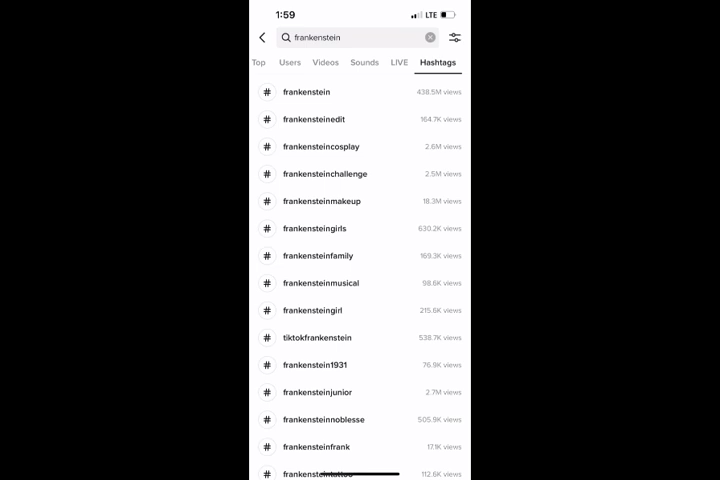 1:59 LTE
frankenstein
Top Users Videos Sounds LIVE Hashtags
# frankenstein 438.5M views
# frankensteinedit 164.7K views
# frankensteincosplay 2.6M views
# frankensteinchallenge 2.5M views
# frankensteinmakeup 18.3M views
# frankensteingirls 630.2K views
# frankensteinfamily 169.3K views
# frankensteinmusical 98.6K views
# frankensteingirl 215.6K views
# tiktokfrankenstein 538.7K views
# frankenstein1931 76.9K views
# frankensteinjunior 2.7M views
# frankensteinnoblesse 505.9K views
# frankensteinfrank 17.1K views
# frankensteintattoo 112.6K views